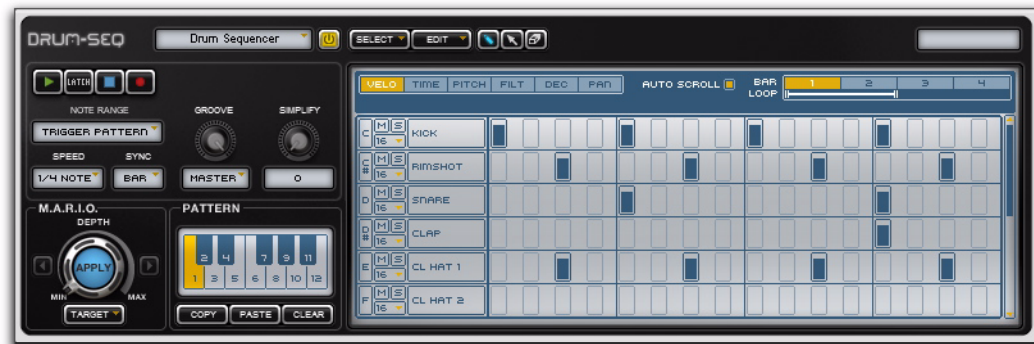 DRUM-SEQ Drum Sequencer SELECT EDIT
LATCH
VELO TIME PITCH FILT DEC PAN AUTO SCROLL BAR 1 2 3 4
LOOP
NOTE RANGE GROOVE SIMPLIFY
TRIGGER PATTERN
SPEED SYNC
1/4 NOTE BAR MASTER 0
M.A.R.I.O. PATTERN
DEPTH
APPLY
MIN MAX
TARGET
2 4 7 9 11
1 3 5 6 8 10 12
COPY PASTE CLEAR
C M S KICK
16
C# M S RIMSHOT
16
D M S SNARE
16
D# M S CLAP
16
E M S CL HAT 1
16
F M S CL HAT 2
16